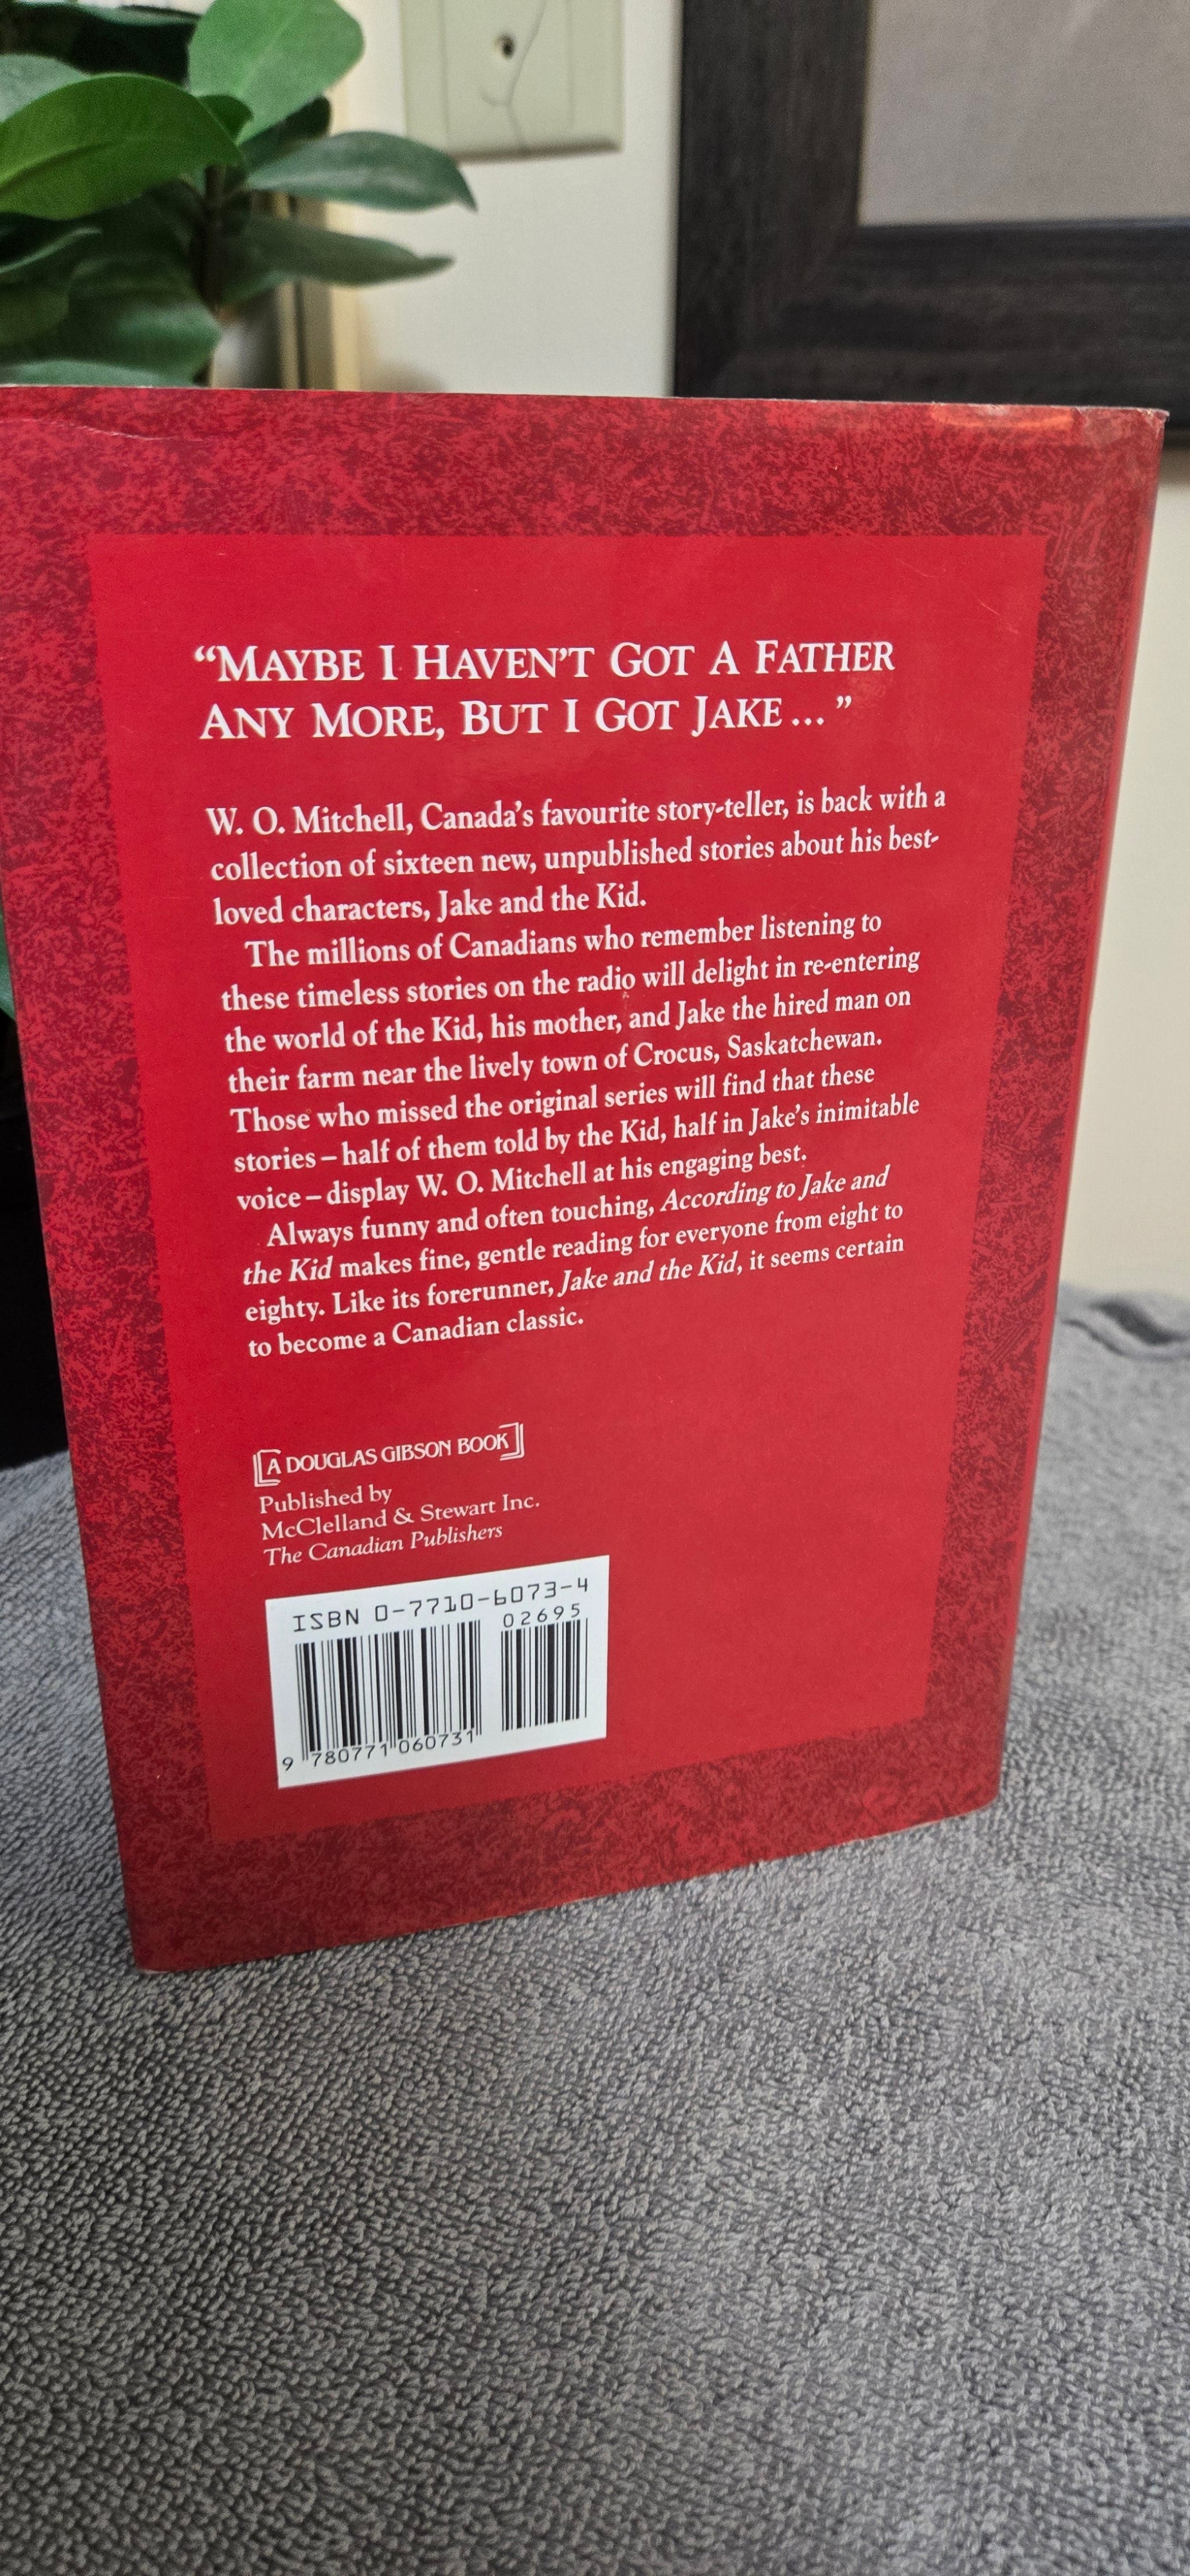 “MAYBE I HAVEN’T GOT A FATHER
ANY MORE, BUT I GOT JAKE... ”
W. O. Mitchell, Canada’s favourite story-teller, is back with a
collection of sixteen new, unpublished stories about his best-
loved characters, Jake and the Kid.
The millions of Canadians who remember listening to
these timeless stories on the radio will delight in re-entering
the world of the Kid, his mother, and Jake the hired man on
their farm near the lively town of Crocus, Saskatchewan.
Those who missed the original series will find that these
stories – half of them told by the Kid, half in Jake’s inimitable
voice – display W. O. Mitchell at his engaging best.
Always funny and often touching, According to Jake and
the Kid makes fine, gentle reading for everyone from eight to
eighty. Like its forerunner, Jake and the Kid, it seems certain
to become a Canadian classic.
A DOUGLAS GIBSON BOOK
Published by
McClelland & Stewart Inc.
The Canadian Publishers
ISBN 0-7710-6073-4
02695
9 780771 060731